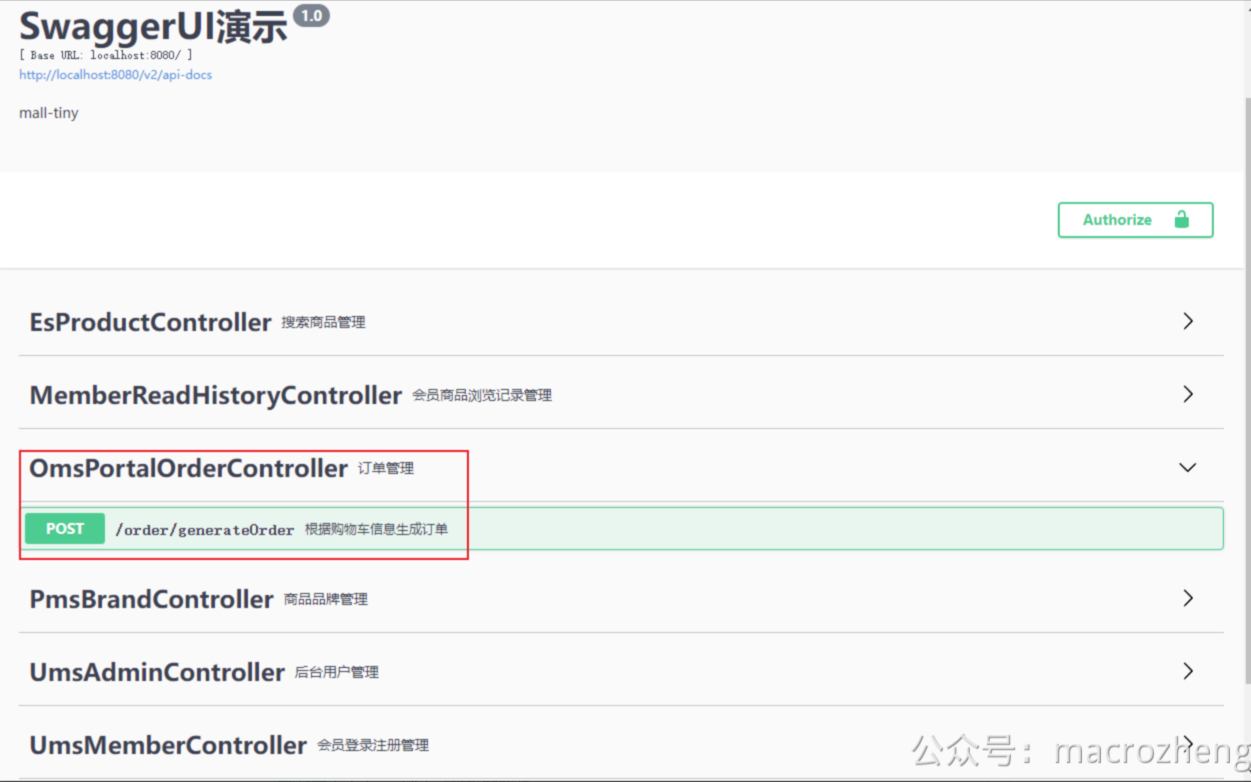 SwaggerUI演示 1.0
[ Base URL: localhost:8080/ ]
http://localhost:8080/v2/api-docs
mall-tiny
Authorize
EsProductController 搜索商品管理
MemberReadHistoryController 会员商品浏览记录管理
OmsPortalOrderController 订单管理
POST /order/generateOrder 根据购物车信息生成订单
PmsBrandController 商品品牌管理
UmsAdminController 后台用户管理
UmsMemberController 会员登录注册管理
公众号：macrozheng